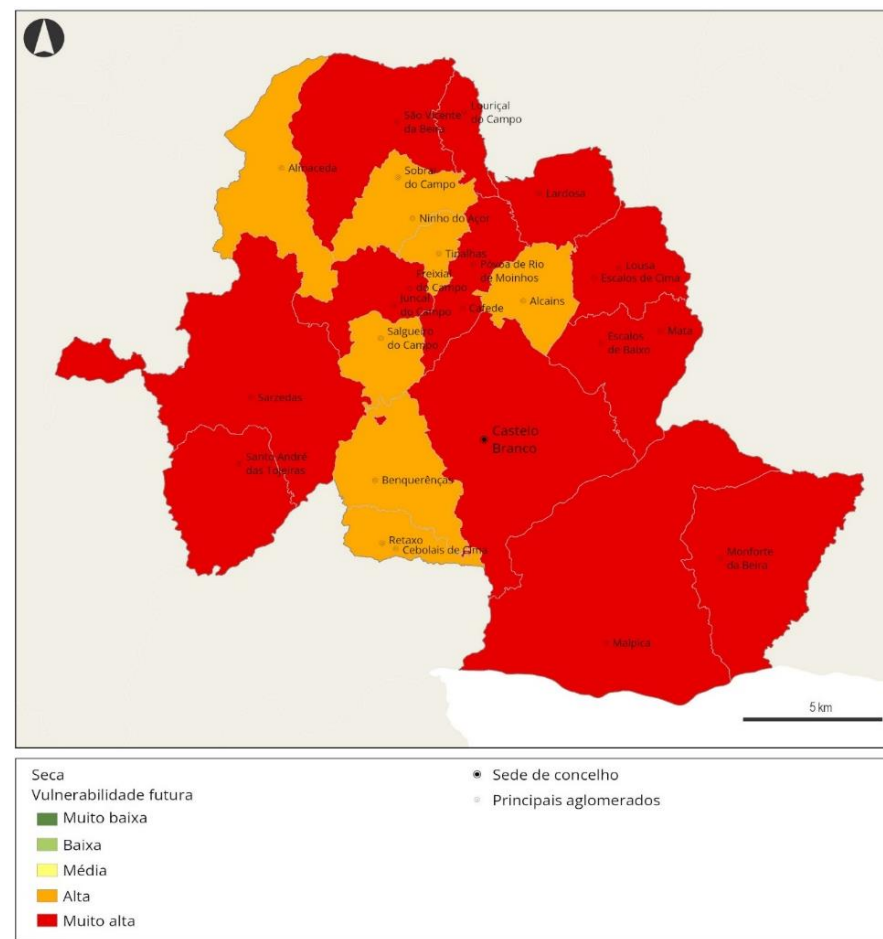 São Vicente
da Beira
Louriçal
do Campo
Almaceda
Sobral
do Campo
Lardosa
Ninho do Açor
Tinalhas
Póvoa de Rio
de Moinhos
Lousa
Escalos de Cima
Freixial
do Campo
Juncal
do Campo
Cafede
Alcains
Salgueiro
do Campo
Escalos
de Baixo
Mata
Sarzedas
Castelo
Branco
Santo André
das Tojeiras
Benquerenças
Retaxo
Cebolais de Cima
Monforte
da Beira
Malpica
5 km
Seca
Vulnerabilidade futura
Muito baixa
Baixa
Média
Alta
Muito alta
Sede de concelho
Principais aglomerados